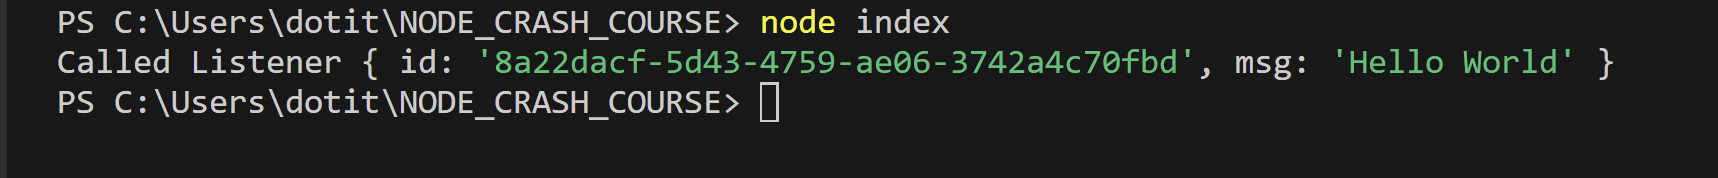 PS C:\Users\dotit\NODE_CRASH_COURSE> node index
Called Listener { id: '8a22dacf-5d43-4759-ae06-3742a4c70fbd', msg: 'Hello World' }
PS C:\Users\dotit\NODE_CRASH_COURSE>